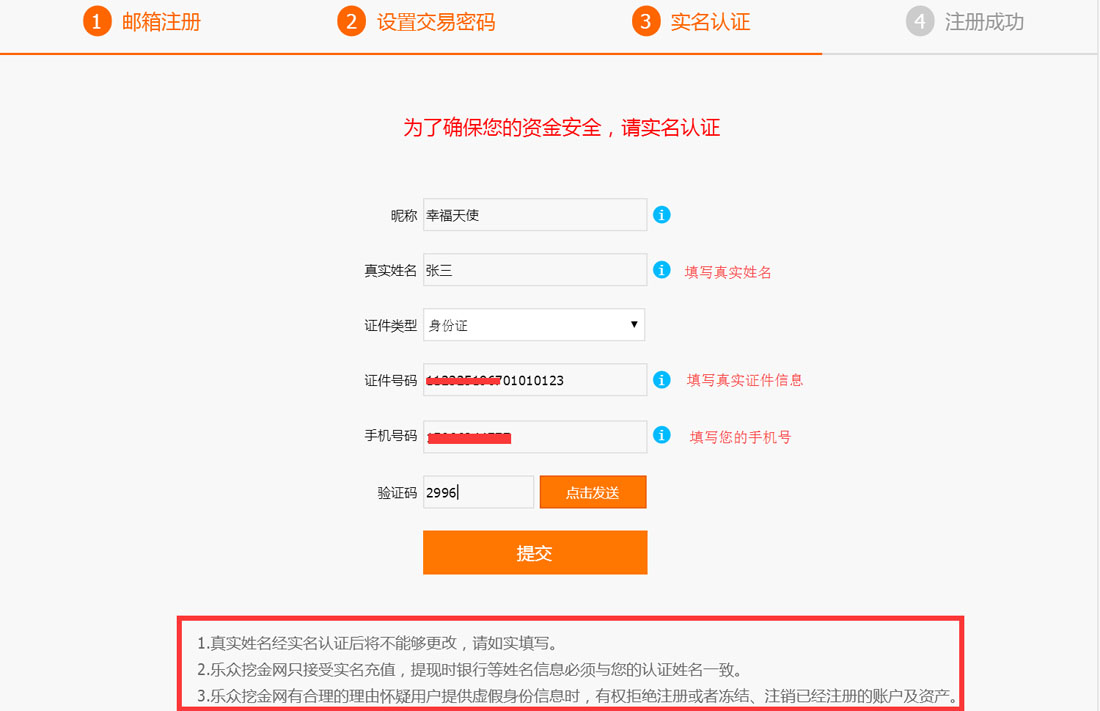 1 邮箱注册 2 设置交易密码 3 实名认证 4 注册成功
为了确保您的资金安全，请实名认证
昵称 幸福天使
真实姓名 张三 填写真实姓名
证件类型 身份证
证件号码 01010123 填写真实证件信息
手机号码 填写您的手机号
验证码 2996 点击发送
提交
1.真实姓名经实名认证后将不能够更改，请如实填写。
2.乐众挖金网只接受实名充值，提现时银行等姓名信息必须与您的认证姓名一致。
3.乐众挖金网有合理的理由怀疑用户提供虚假身份信息时，有权拒绝注册或者冻结、注销已经注册的账户及资产。